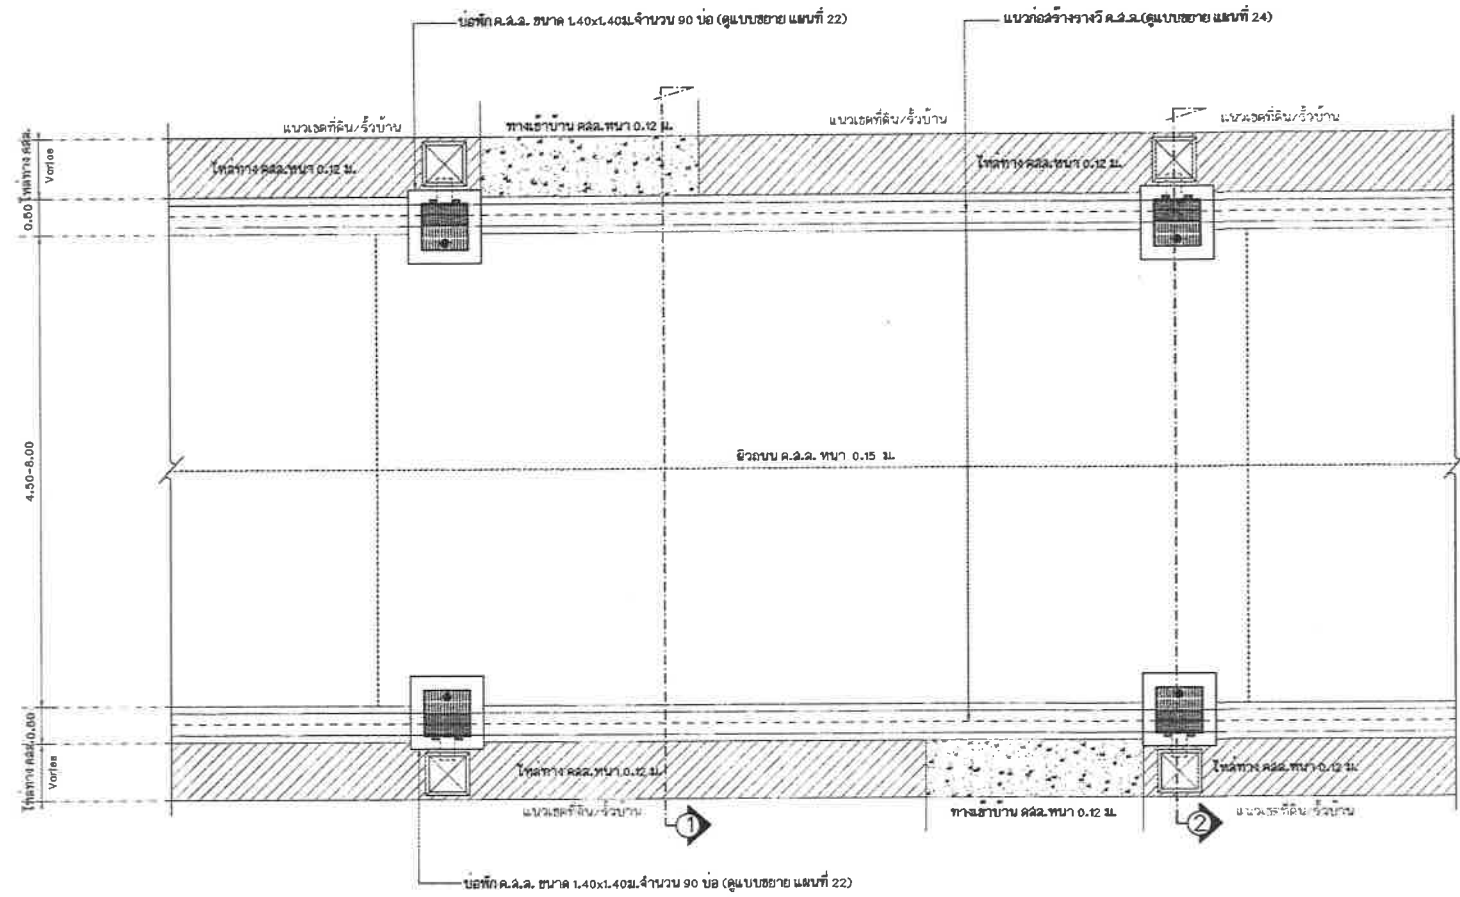 บ่อพัก ค.ส.ล. ขนาด 1.40x1.40ม.จำนวน 90 บ่อ (ดูแบบขยาย แผนที่ 22)
แนวก่อสร้างรางวี ค.ส.ล.(ดูแบบขยาย แผนที่ 24)
แนวเขตที่ดิน/รั้วบ้าน
ทางเข้าบ้าน คสล.หนา 0.12 ม.
แนวเขตที่ดิน/รั้วบ้าน
แนวเขตที่ดิน/รั้วบ้าน
ไหล่ทาง คสล.
Varies
ไหล่ทาง คสล.หนา 0.12 ม.
ไหล่ทาง คสล.หนา 0.12 ม.
4.50-8.00
ผิวถนน ค.ส.ล. หนา 0.15 ม.
ไหล่ทาง คสล.
Varies
ไหล่ทาง คสล.หนา 0.12 ม.
ไหล่ทาง คสล.หนา 0.12 ม.
แนวเขตที่ดิน/รั้วบ้าน
1
ทางเข้าบ้าน คสล.หนา 0.12 ม.
2
แนวเขตที่ดิน/รั้วบ้าน
บ่อพัก ค.ส.ล. ขนาด 1.40x1.40ม.จำนวน 90 บ่อ (ดูแบบขยาย แผนที่ 22)